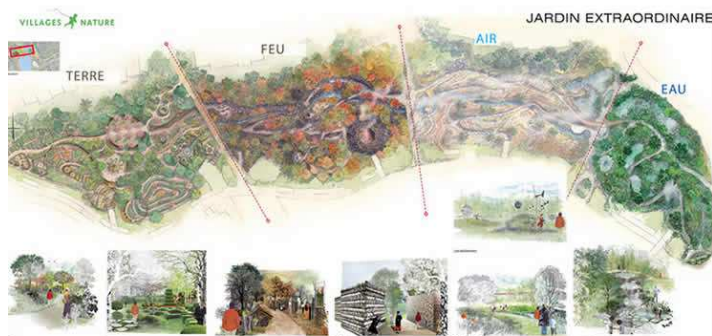 VILLAGES NATURE
JARDIN EXTRAORDINAIRE
TERRE
FEU
AIR
EAU